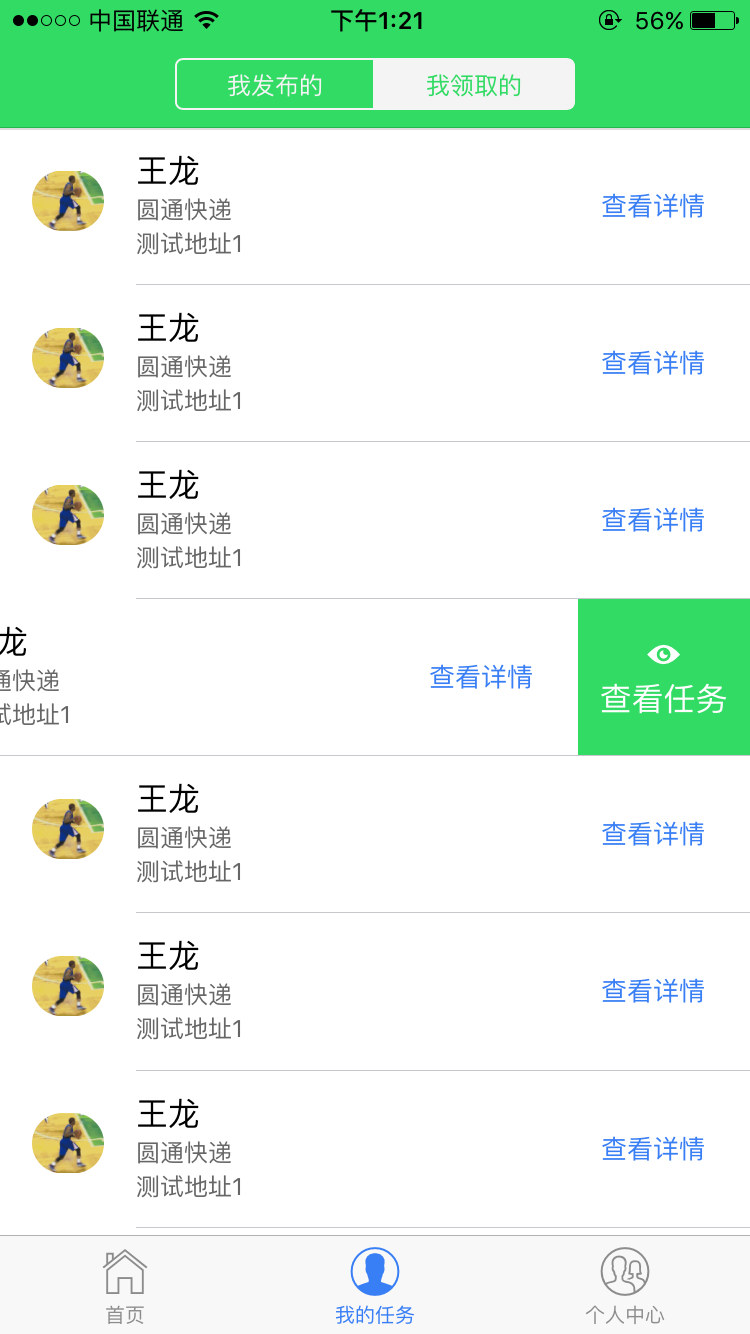 中国联通 下午1:21 56%
我发布的 我领取的
王龙
圆通快递
测试地址1
查看详情
王龙
圆通快递
测试地址1
查看详情
王龙
圆通快递
测试地址1
查看详情
龙
通快递
试地址1
查看详情
查看任务
王龙
圆通快递
测试地址1
查看详情
王龙
圆通快递
测试地址1
查看详情
王龙
圆通快递
测试地址1
查看详情
首页 我的任务 个人中心